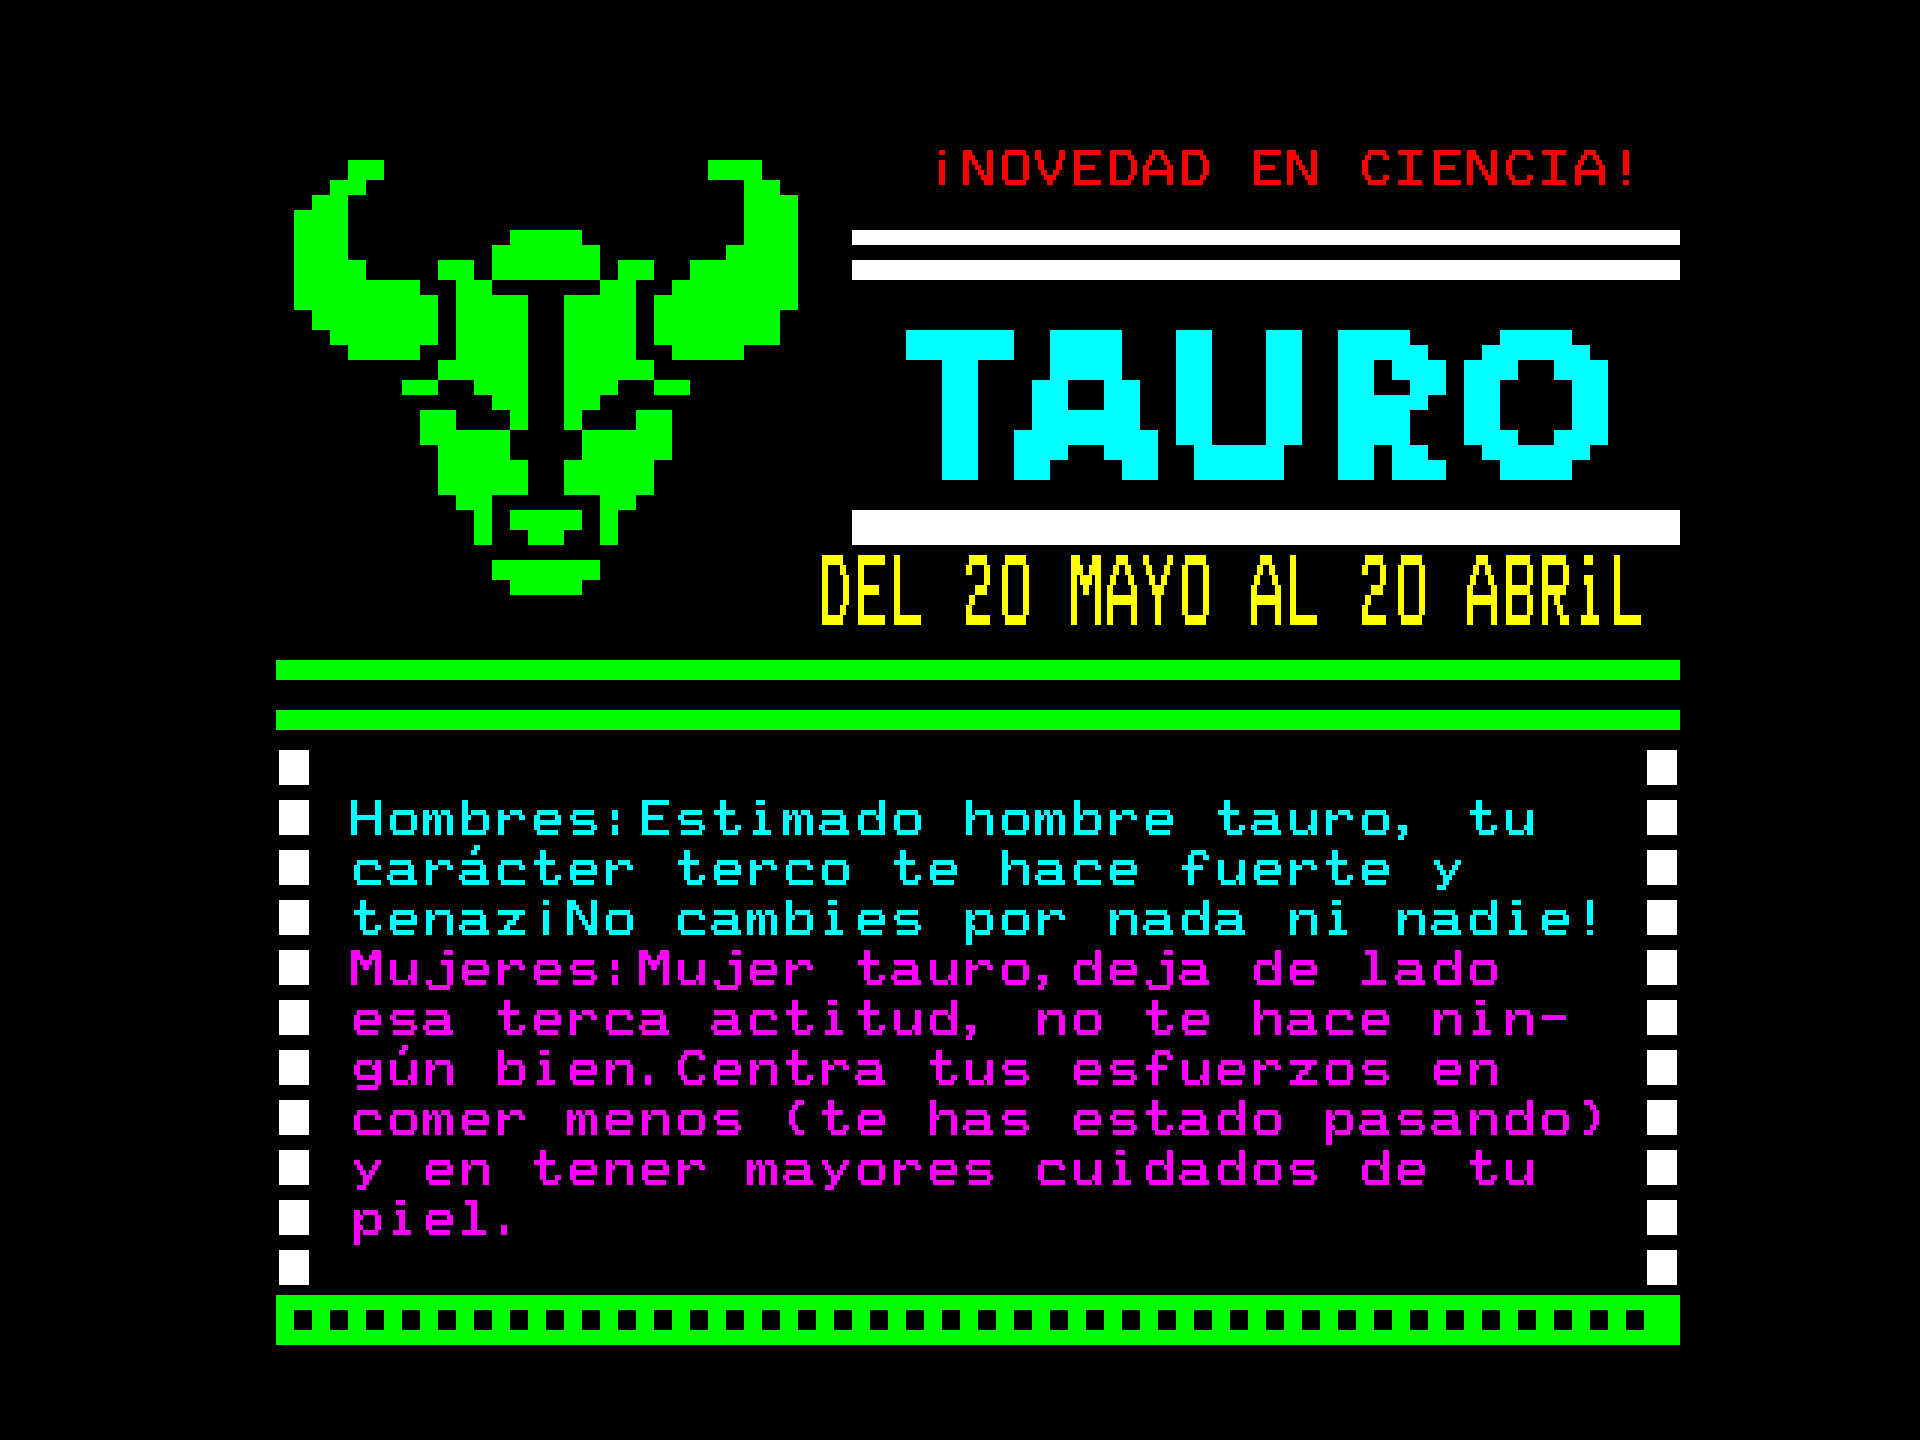 ¡NOVEDAD EN CIENCIA!
TAURO
DEL 20 MAYO AL 20 ABRiL
Hombres:Estimado hombre tauro, tu
carácter terco te hace fuerte y
tenaz¡No cambies por nada ni nadie!
Mujeres:Mujer tauro,deja de lado
esa terca actitud, no te hace nin-
gún bien.Centra tus esfuerzos en
comer menos (te has estado pasando)
y en tener mayores cuidados de tu
piel.